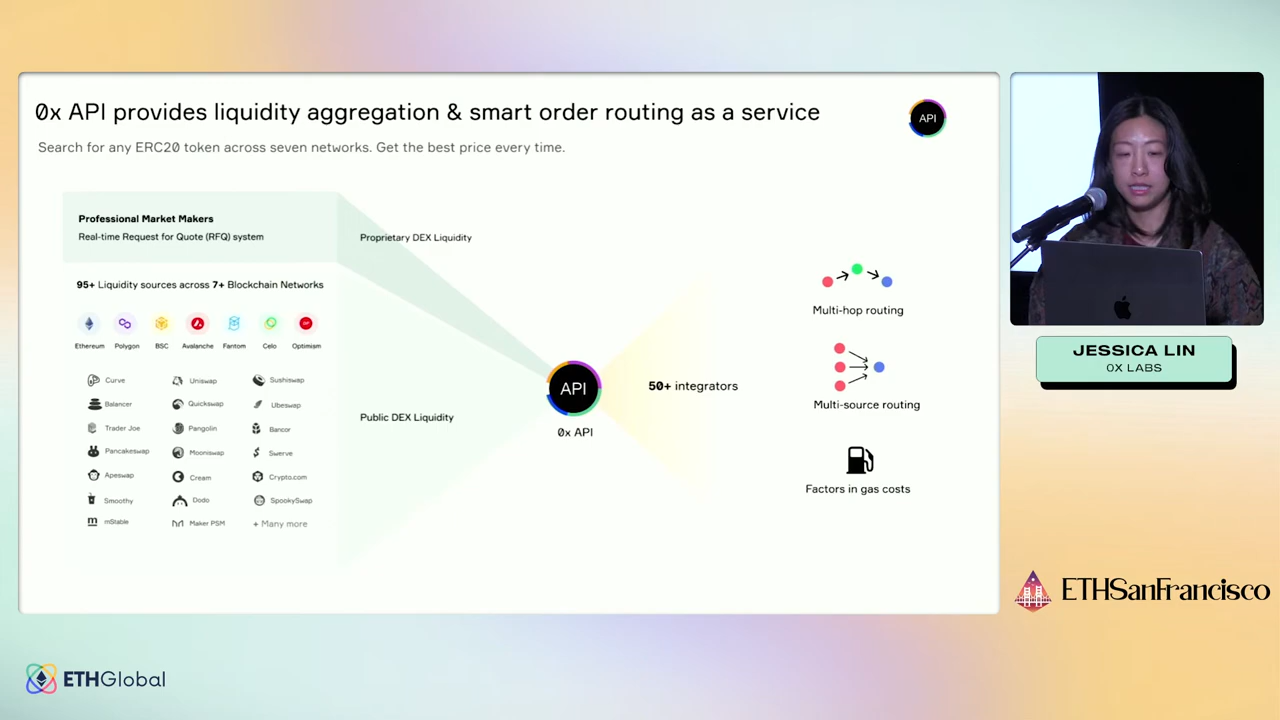 0x API provides liquidity aggregation & smart order routing as a service
API
Search for any ERC20 token across seven networks. Get the best price every time.
Professional Market Makers
Real-time Request for Quote (RFQ) system
Proprietary DEX Liquidity
95+ Liquidity sources across 7+ Blockchain Networks
Ethereum
Polygon
BSC
Avalanche
Fantom
Celo
OP
Optimism
Curve
Uniswap
Sushiswap
Balancer
Quickswap
Ubeswap
Trader Joe
Pangolin
Bancor
Pancakeswap
Mooniswap
Swerve
Apeswap
Cream
Crypto.com
Smoothy
Dodo
SpookySwap
mStable
Maker PSM
+ Many more
Public DEX Liquidity
API
0x API
50+ integrators
Multi-hop routing
Multi-source routing
Factors in gas costs
JESSICA LIN
0X LABS
ETHSanFrancisco
ETHGlobal